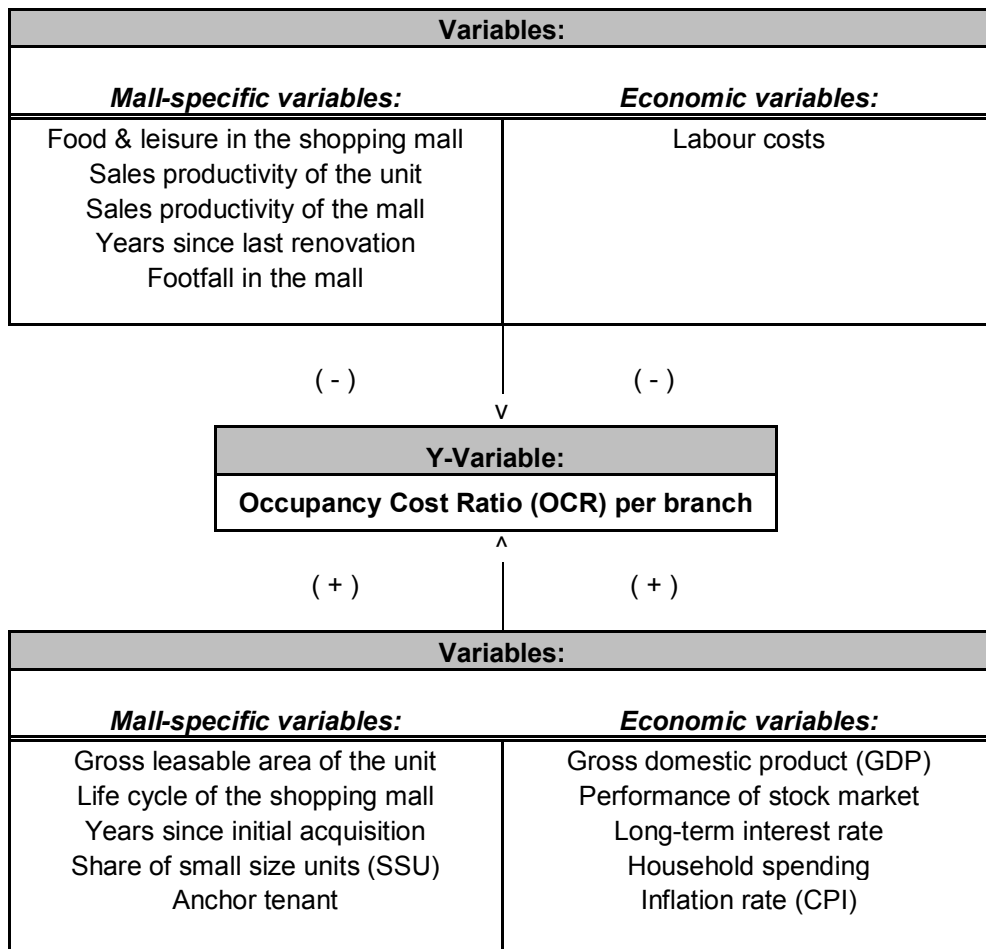 Variables:
Mall-specific variables: Economic variables:
Food & leisure in the shopping mall Labour costs
Sales productivity of the unit
Sales productivity of the mall
Years since last renovation
Footfall in the mall
( - ) ( - )
v
Y-Variable:
Occupancy Cost Ratio (OCR) per branch
^
( + ) ( + )
Variables:
Mall-specific variables: Economic variables:
Gross leasable area of the unit Gross domestic product (GDP)
Life cycle of the shopping mall Performance of stock market
Years since initial acquisition Long-term interest rate
Share of small size units (SSU) Household spending
Anchor tenant Inflation rate (CPI)